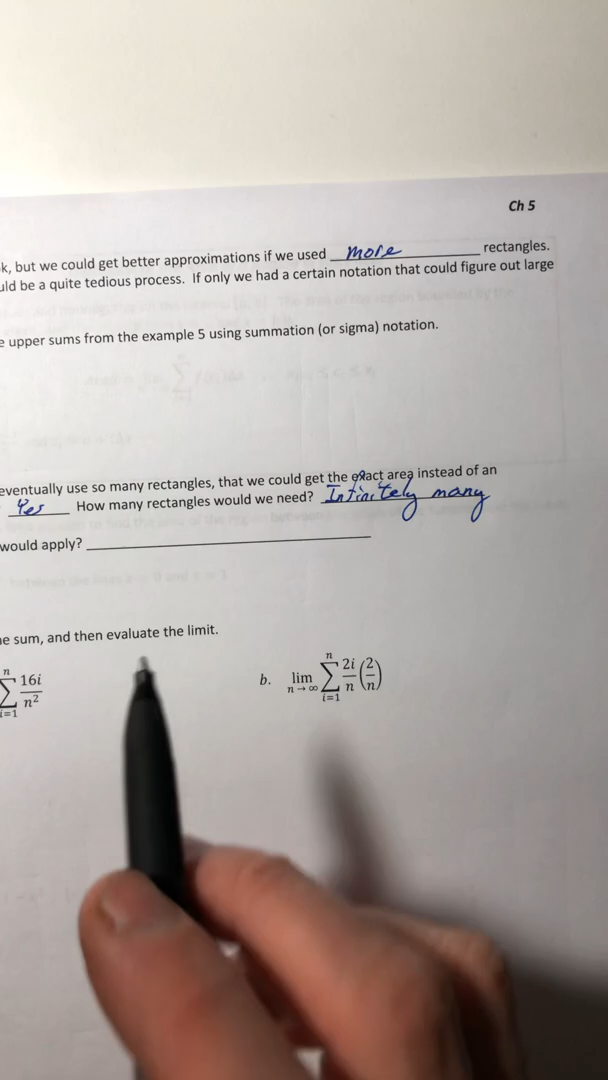 Ch 5
k, but we could get better approximations if we used more rectangles.
uld be a quite tedious process. If only we had a certain notation that could figure out large
e upper sums from the example 5 using summation (or sigma) notation.
eventually use so many rectangles, that we could get the exact area instead of an
Yes How many rectangles would we need? Infinitely many
would apply?
e sum, and then evaluate the limit.
n∑i=1 16i/n²
b. lim n→∞ n∑i=1 2i/n (2/n)